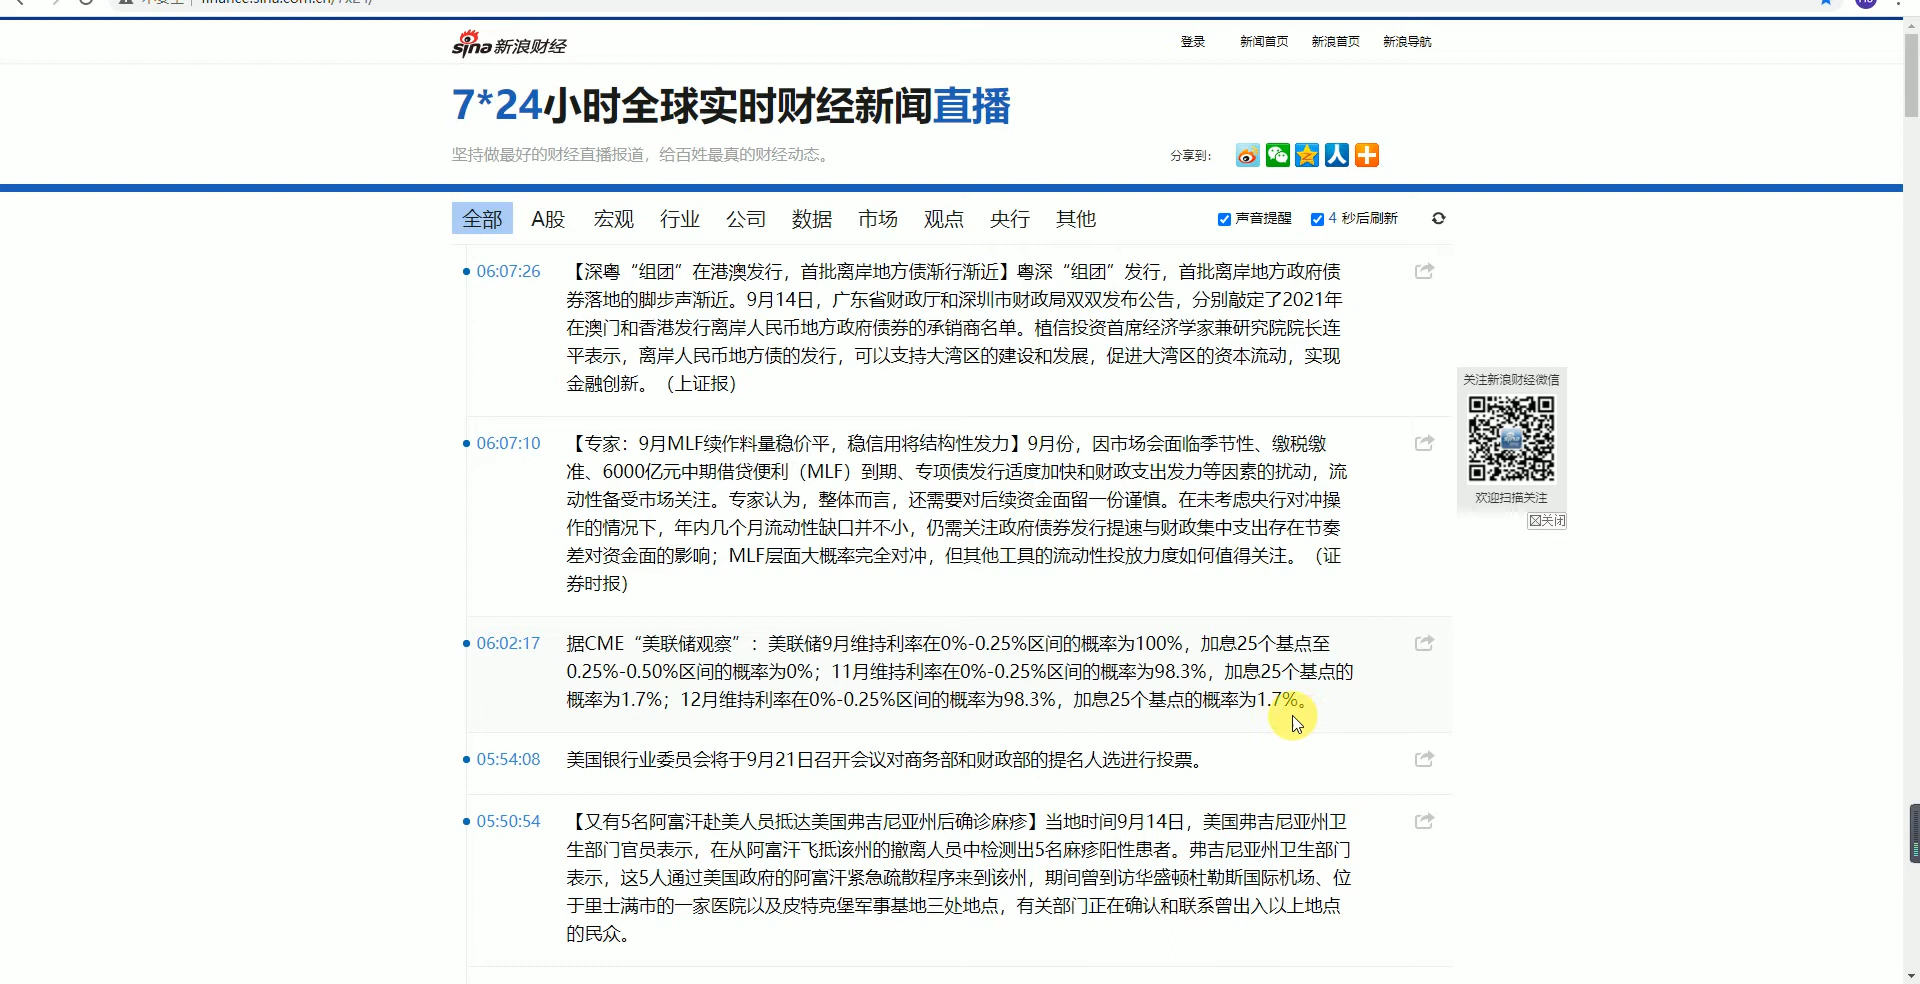 sina新浪财经
登录 新闻首页 新浪首页 新浪导航
7*24小时全球实时财经新闻直播
坚持做最好的财经直播报道，给百姓最真的财经动态。
分享到：
全部 A股 宏观 行业 公司 数据 市场 观点 央行 其他
声音提醒 4 秒后刷新
06:07:26 【深粤“组团”在港澳发行，首批离岸地方债渐行渐近】粤深“组团”发行，首批离岸地方政府债
券落地的脚步声渐近。9月14日，广东省财政厅和深圳市财政局双双发布公告，分别敲定了2021年
在澳门和香港发行离岸人民币地方政府债券的承销商名单。植信投资首席经济学家兼研究院院长连
平表示，离岸人民币地方债的发行，可以支持大湾区的建设和发展，促进大湾区的资本流动，实现
金融创新。（上证报）
关注新浪财经微信
欢迎扫描关注
关闭
06:07:10 【专家：9月MLF续作料量稳价平，稳信用将结构性发力】9月份，因市场会面临季节性、缴税缴
准、6000亿元中期借贷便利（MLF）到期、专项债发行适度加快和财政支出发力等因素的扰动，流
动性备受市场关注。专家认为，整体而言，还需要对后续资金面留一份谨慎。在未考虑央行对冲操
作的情况下，年内几个月流动性缺口并不小，仍需关注政府债券发行提速与财政集中支出存在节奏
差对资金面的影响；MLF层面大概率完全对冲，但其他工具的流动性投放力度如何值得关注。（证
券时报）
06:02:17 据CME“美联储观察”：美联储9月维持利率在0%-0.25%区间的概率为100%，加息25个基点至
0.25%-0.50%区间的概率为0%；11月维持利率在0%-0.25%区间的概率为98.3%，加息25个基点的
概率为1.7%；12月维持利率在0%-0.25%区间的概率为98.3%，加息25个基点的概率为1.7%。
05:54:08 美国银行业委员会将于9月21日召开会议对商务部和财政部的提名人选进行投票。
05:50:54 【又有5名阿富汗赴美人员抵达美国弗吉尼亚州后确诊麻疹】当地时间9月14日，美国弗吉尼亚州卫
生部门官员表示，在从阿富汗飞抵该州的撤离人员中检测出5名麻疹阳性患者。弗吉尼亚州卫生部门
表示，这5人通过美国政府的阿富汗紧急疏散程序来到该州，期间曾到访华盛顿杜勒斯国际机场、位
于里士满市的一家医院以及皮特克堡军事基地三处地点，有关部门正在确认和联系曾出入以上地点
的民众。